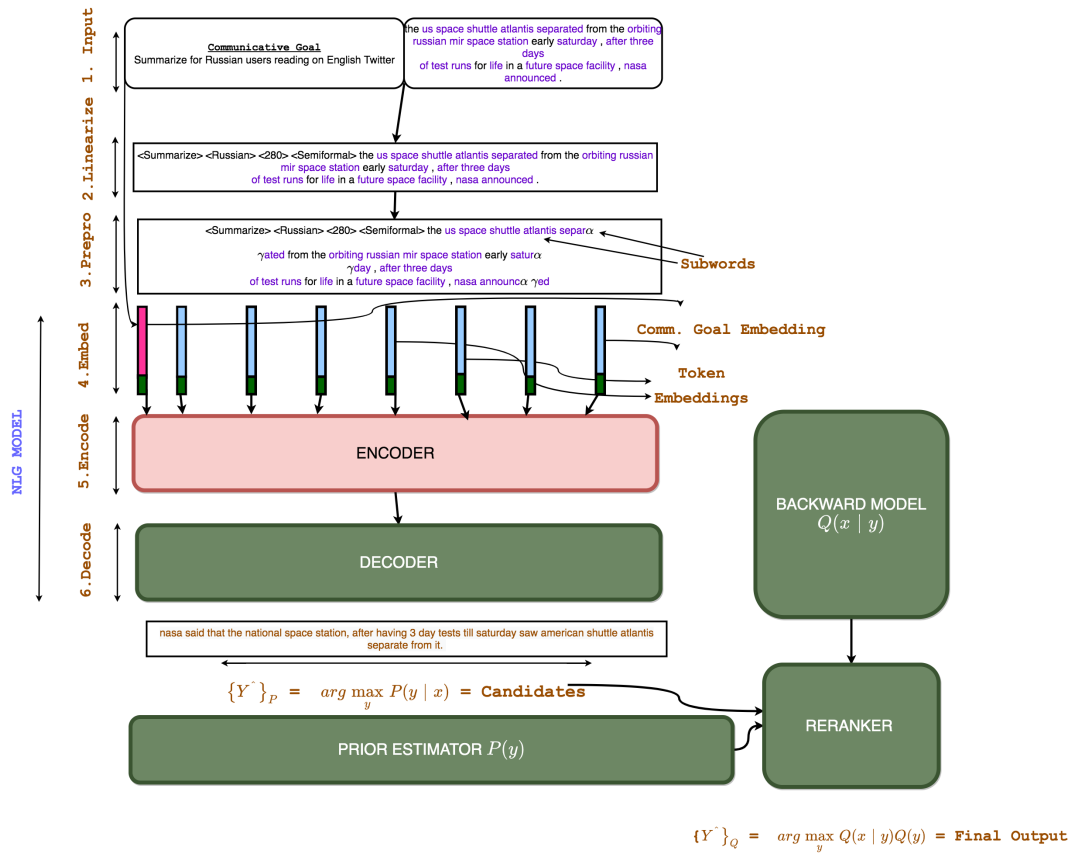 1. Input
Communicative Goal
Summarize for Russian users reading on English Twitter
the us space shuttle atlantis separated from the orbiting
russian mir space station early saturday , after three
days
of test runs for life in a future space facility , nasa
announced .
2.Linearize
<Summarize> <Russian> <280> <Semiformal> the us space shuttle atlantis separated from the orbiting russian
mir space station early saturday , after three days
of test runs for life in a future space facility , nasa announced .
3.Prepro
<Summarize> <Russian> <280> <Semiformal> the us space shuttle atlantis separα
γated from the orbiting russian mir space station early saturα
γday , after three days
of test runs for life in a future space facility , nasa announcα γed
Subwords
4.Embed
Comm. Goal Embedding
Token
Embeddings
NLG MODEL
5.Encode
ENCODER
BACKWARD MODEL
Q(x | y)
6.Decode
DECODER
nasa said that the national space station, after having 3 day tests till saturday saw american shuttle atlantis
separate from it.
{Yˆ}P = arg max y P(y | x) = Candidates
PRIOR ESTIMATOR P(y)
RERANKER
{Yˆ}Q = arg max y Q(x | y)Q(y) = Final Output